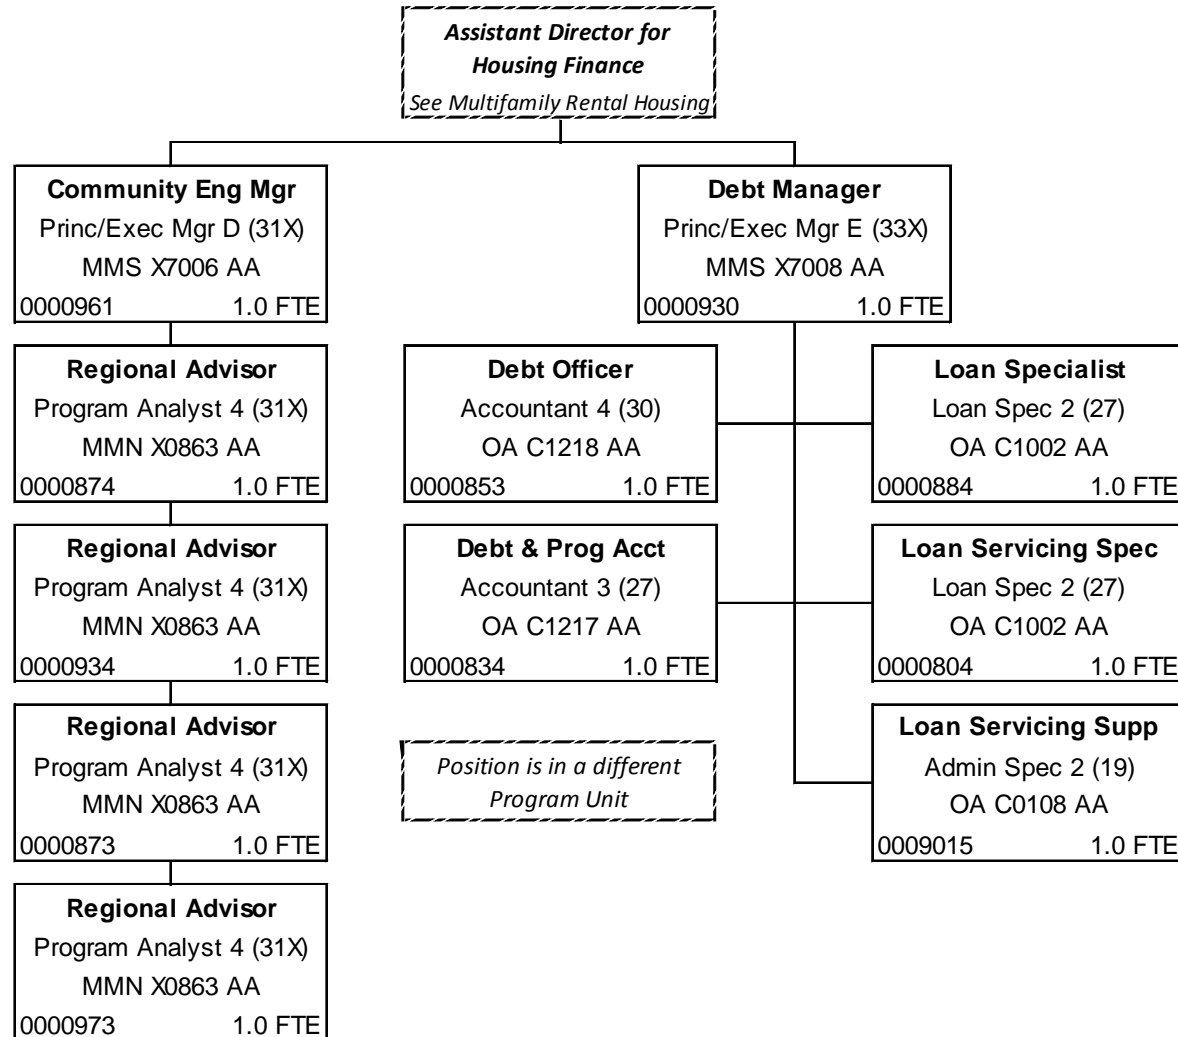 Assistant Director for
Housing Finance
See Multifamily Rental Housing
Community Eng Mgr
Princ/Exec Mgr D (31X)
MMS X7006 AA
0000961 1.0 FTE
Debt Manager
Princ/Exec Mgr E (33X)
MMS X7008 AA
0000930 1.0 FTE
Regional Advisor
Program Analyst 4 (31X)
MMN X0863 AA
0000874 1.0 FTE
Debt Officer
Accountant 4 (30)
OA C1218 AA
0000853 1.0 FTE
Loan Specialist
Loan Spec 2 (27)
OA C1002 AA
0000884 1.0 FTE
Regional Advisor
Program Analyst 4 (31X)
MMN X0863 AA
0000934 1.0 FTE
Debt & Prog Acct
Accountant 3 (27)
OA C1217 AA
0000834 1.0 FTE
Loan Servicing Spec
Loan Spec 2 (27)
OA C1002 AA
0000804 1.0 FTE
Regional Advisor
Program Analyst 4 (31X)
MMN X0863 AA
0000873 1.0 FTE
Position is in a different
Program Unit
Loan Servicing Supp
Admin Spec 2 (19)
OA C0108 AA
0009015 1.0 FTE
Regional Advisor
Program Analyst 4 (31X)
MMN X0863 AA
0000973 1.0 FTE